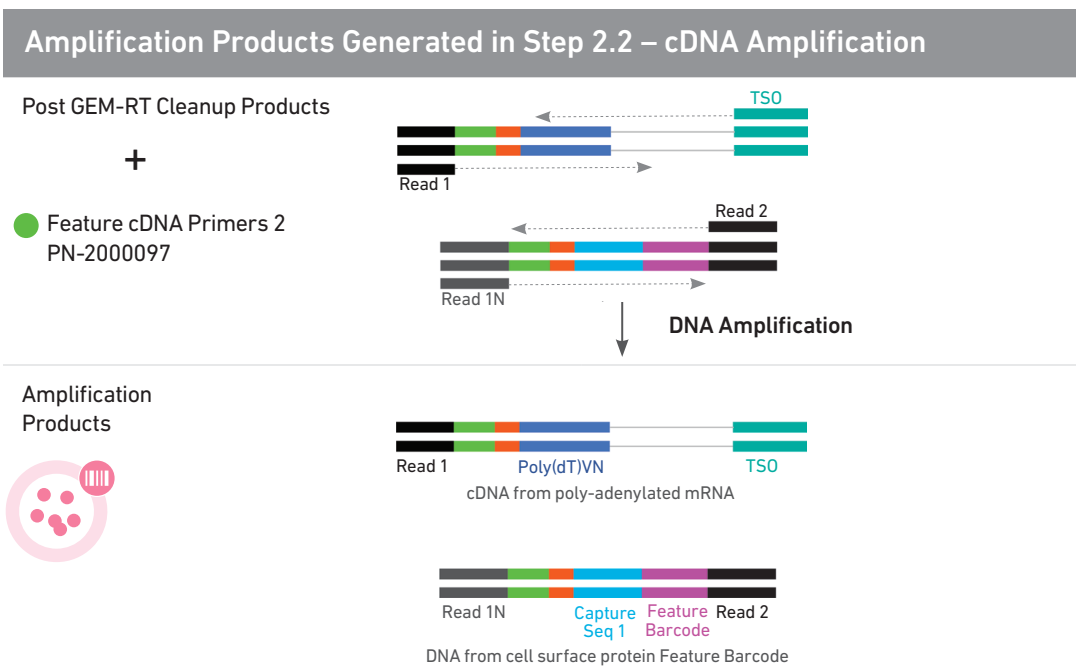 Amplification Products Generated in Step 2.2 – cDNA Amplification
Post GEM-RT Cleanup Products
+
Feature cDNA Primers 2
PN-2000097
TSO
Read 1
Read 2
Read 1N
DNA Amplification
Amplification
Products
Read 1 Poly(dT)VN TSO
cDNA from poly-adenylated mRNA
Read 1N Capture Feature Read 2
Seq 1 Barcode
DNA from cell surface protein Feature Barcode